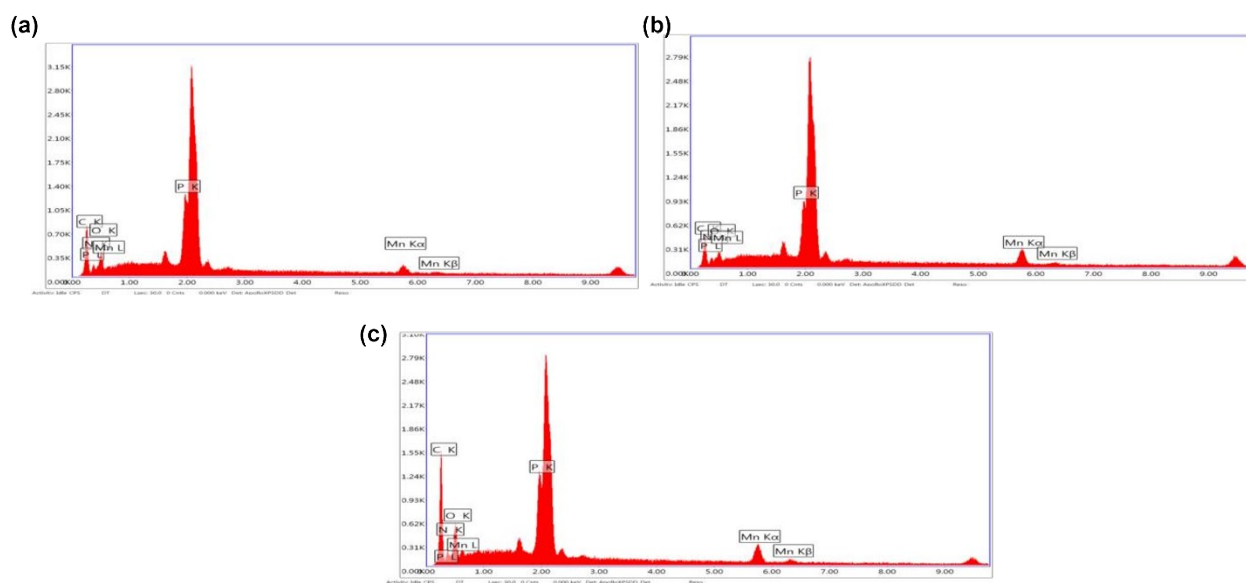 (a)
3.15K
2.80K
2.45K
2.10K
1.75K
1.40K
1.05K
0.70K
0.35K
0.00
1.00
2.00
3.00
4.00
5.00
6.00
7.00
8.00
9.00
C K
O K
N
Mn L
P L
P K
Mn Kα
Mn Kβ
(b)
2.79K
2.48K
2.17K
1.86K
1.55K
1.24K
0.93K
0.62K
0.31K
0.00
1.00
2.00
3.00
4.00
5.00
6.00
7.00
8.00
9.00
C
O K
N
Mn L
P L
P K
Mn Kα
Mn Kβ
(c)
2.79K
2.48K
2.17K
1.86K
1.55K
1.24K
0.93K
0.62K
0.31K
0.00
1.00
2.00
3.00
4.00
5.00
6.00
7.00
8.00
9.00
C K
O K
N K
Mn L
P L
P K
Mn Kα
Mn Kβ